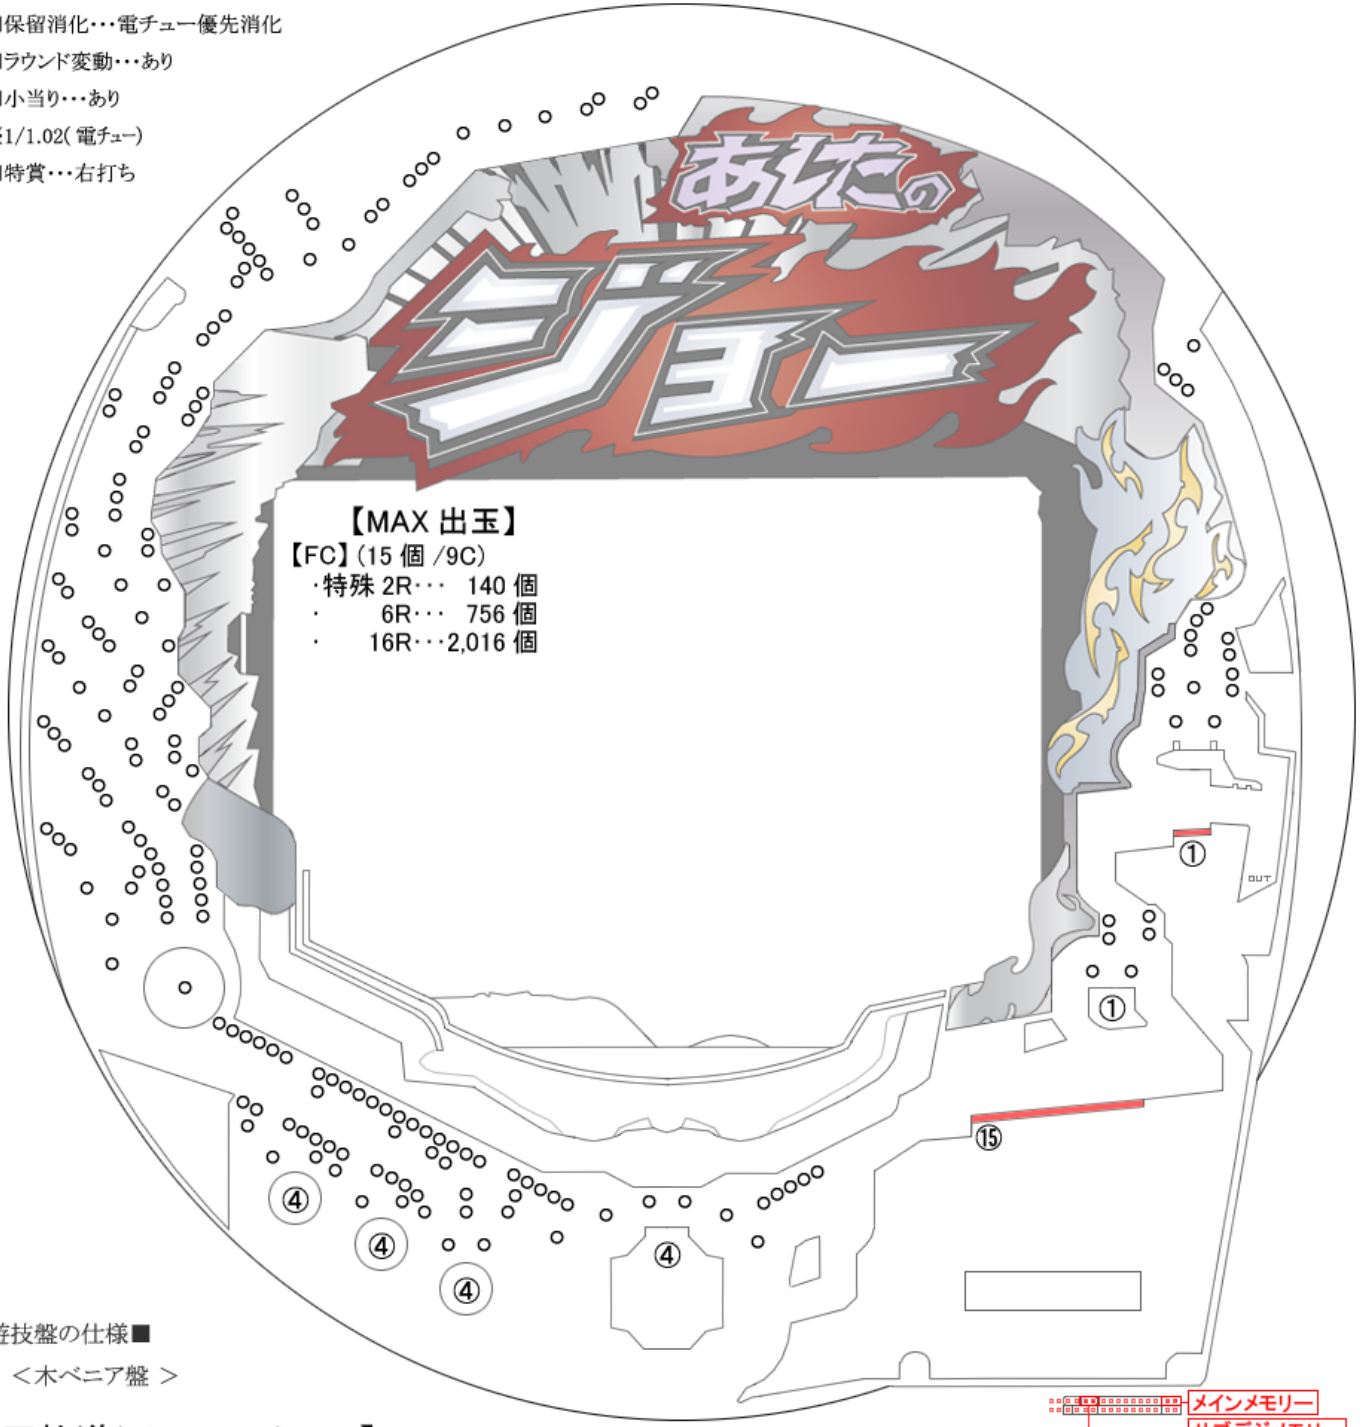 保留消化･･･電チュー優先消化
ラウンド変動･･･あり
小当り･･･あり
1/1.02(電チュー)
特賞･･･右打ち
あしたの
ジョー
【MAX 出玉】
【FC】(15 個 /9C)
･特殊 2R･･･ 140 個
･ 6R･･･ 756 個
･ 16R･･･2,016 個
①
OUT
①
⑮
④
④
④
④
遊技盤の仕様■
＜木ベニア盤 ＞
メインメモリー